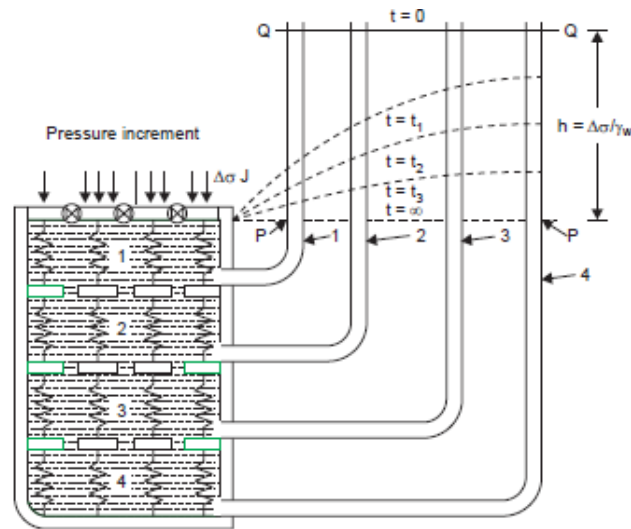 t = 0
Q
Q
Pressure increment
Δσ J
t = t₁
t = t₂
t = t₃
t = ∞
h = Δσ/γw
P
P
1
2
3
4
1
2
3
4